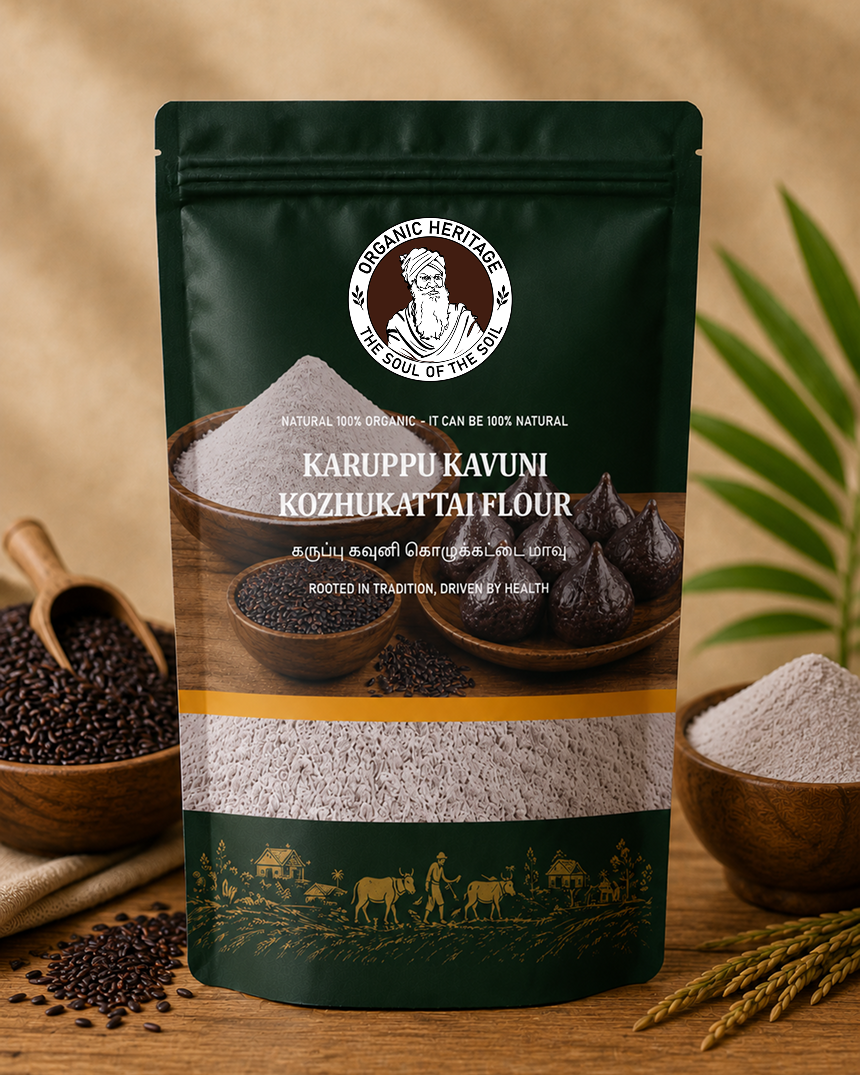 ORGANIC HERITAGE
THE SOUL OF THE SOIL
NATURAL 100% ORGANIC - IT CAN BE 100% NATURAL
KARUPPU KAVUNI
KOZHUKATTAI FLOUR
கருப்பு கவுனி கொழுக்கட்டை மாவு
ROOTED IN TRADITION, DRIVEN BY HEALTH